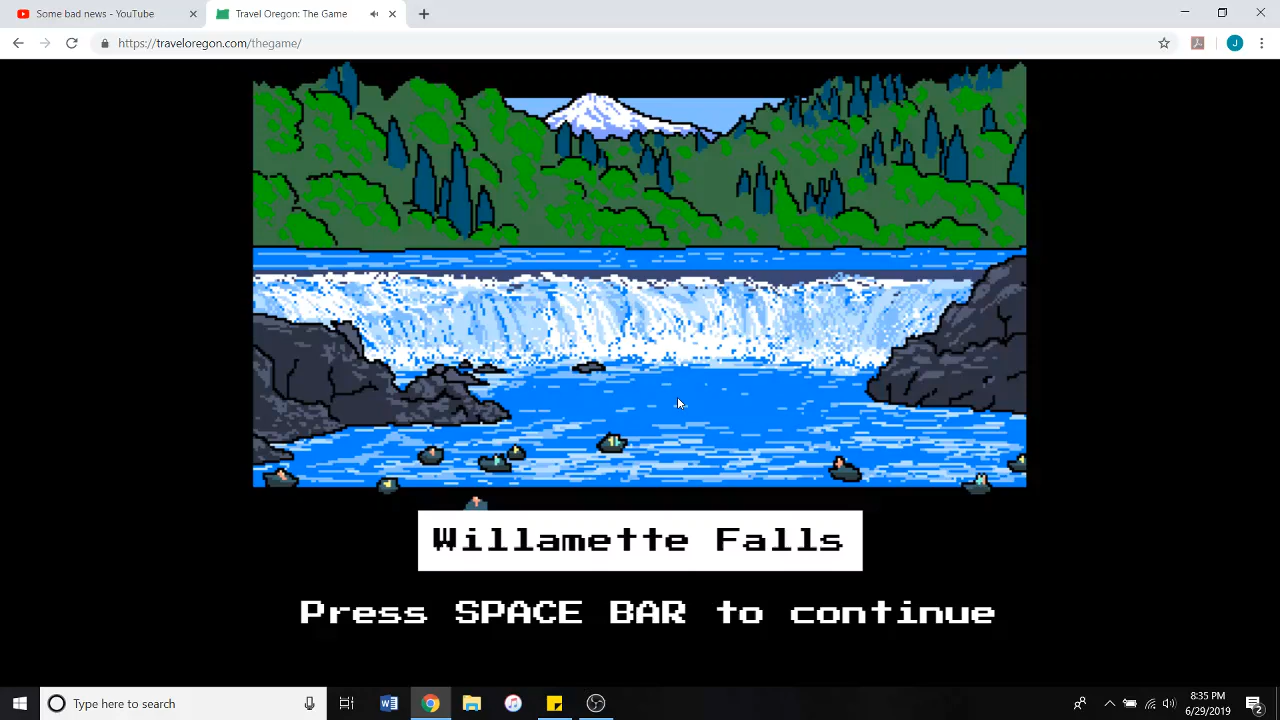 Some bad news - YouTube
Travel Oregon: The Game
https://traveloregon.com/thegame/
J
Willamette Falls
Press SPACE BAR to continue
Type here to search
8:35 PM
6/29/2019
2